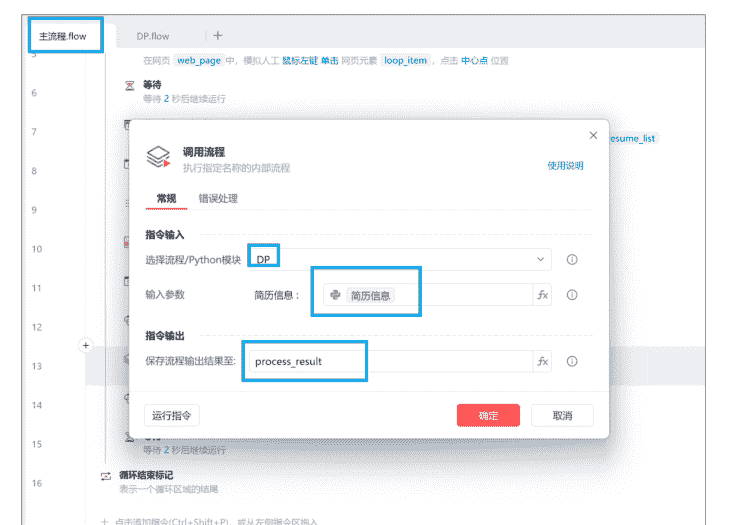 主流程.flow DP.flow +
5 在网页 web_page 中，模拟人工 鼠标左键 单击 网页元素 loop_item ，点击 中心点 位置
等待
6 等待 2 秒后继续运行
7 esume_list
调用流程
执行指定名称的内部流程 使用说明
8
常规 错误处理
9
指令输入
10 选择流程/Python模块 DP
11 输入参数 简历信息： 简历信息 fx
12 指令输出
13 保存流程输出结果至: process_result fx
14 运行指令 确定 取消
15 等待 2 秒后继续运行
循环结束标记
16 表示一个循环区域的结尾
+ 点击添加指令(Ctrl+Shift+P)，或从左侧指令区拖入